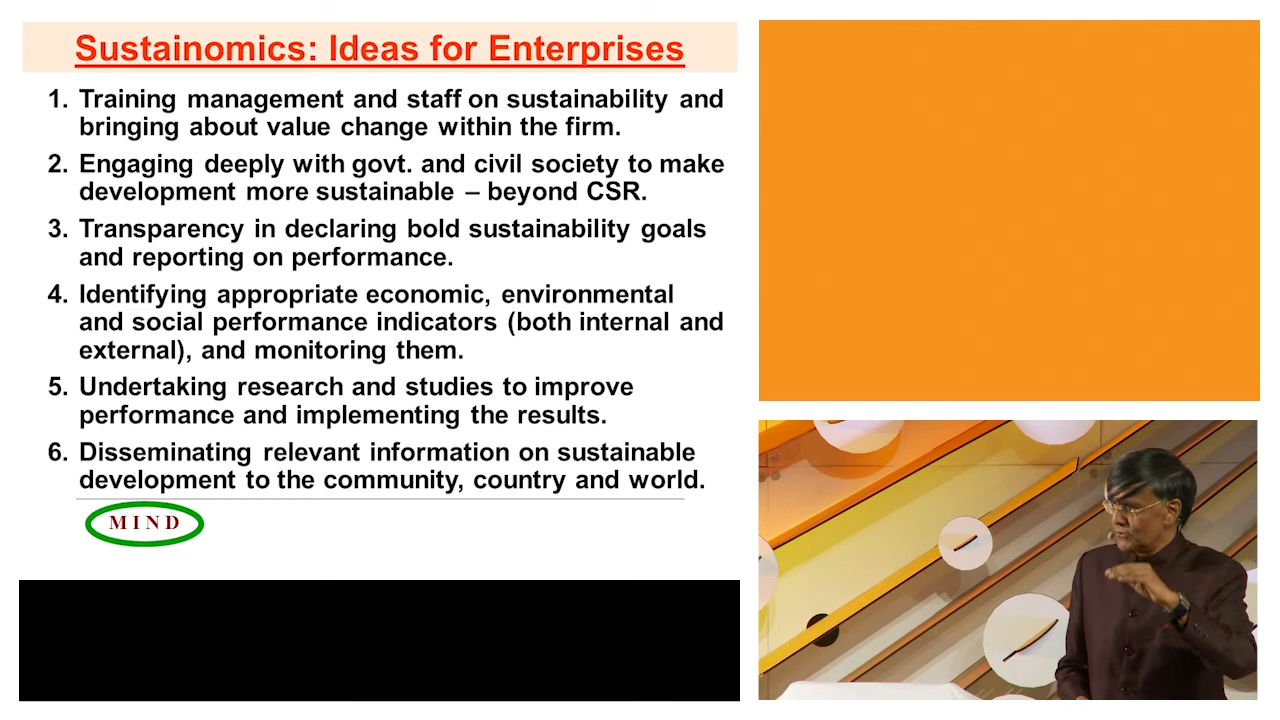 Sustainomics: Ideas for Enterprises
1. Training management and staff on sustainability and
bringing about value change within the firm.
2. Engaging deeply with govt. and civil society to make
development more sustainable – beyond CSR.
3. Transparency in declaring bold sustainability goals
and reporting on performance.
4. Identifying appropriate economic, environmental
and social performance indicators (both internal and
external), and monitoring them.
5. Undertaking research and studies to improve
performance and implementing the results.
6. Disseminating relevant information on sustainable
development to the community, country and world.
MIND